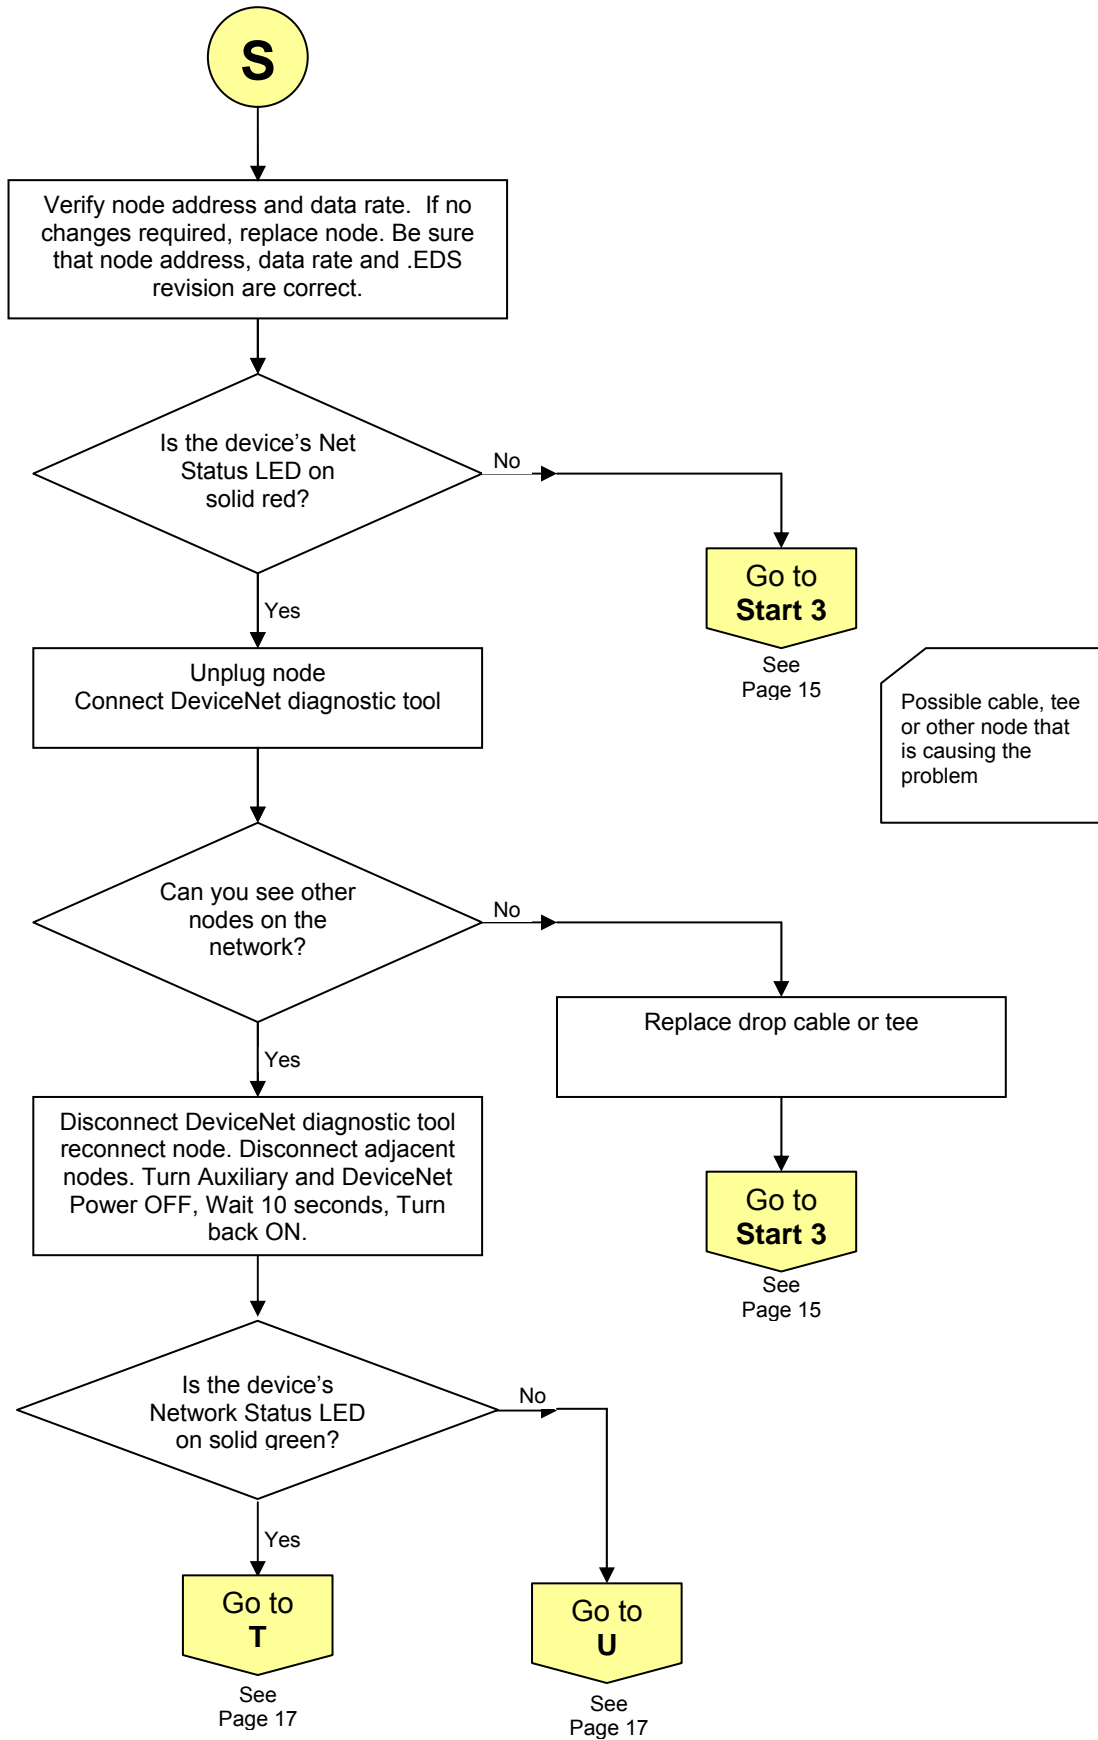 S
Verify node address and data rate. If no
changes required, replace node. Be sure
that node address, data rate and .EDS
revision are correct.
Is the device's Net
Status LED on
solid red?
No
Go to
Start 3
See
Page 15
Yes
Unplug node
Connect DeviceNet diagnostic tool
Possible cable, tee
or other node that
is causing the
problem
Can you see other
nodes on the
network?
No
Replace drop cable or tee
Go to
Start 3
See
Page 15
Yes
Disconnect DeviceNet diagnostic tool
reconnect node. Disconnect adjacent
nodes. Turn Auxiliary and DeviceNet
Power OFF, Wait 10 seconds, Turn
back ON.
Is the device's
Network Status LED
on solid green?
No
Yes
Go to
T
See
Page 17
Go to
U
See
Page 17